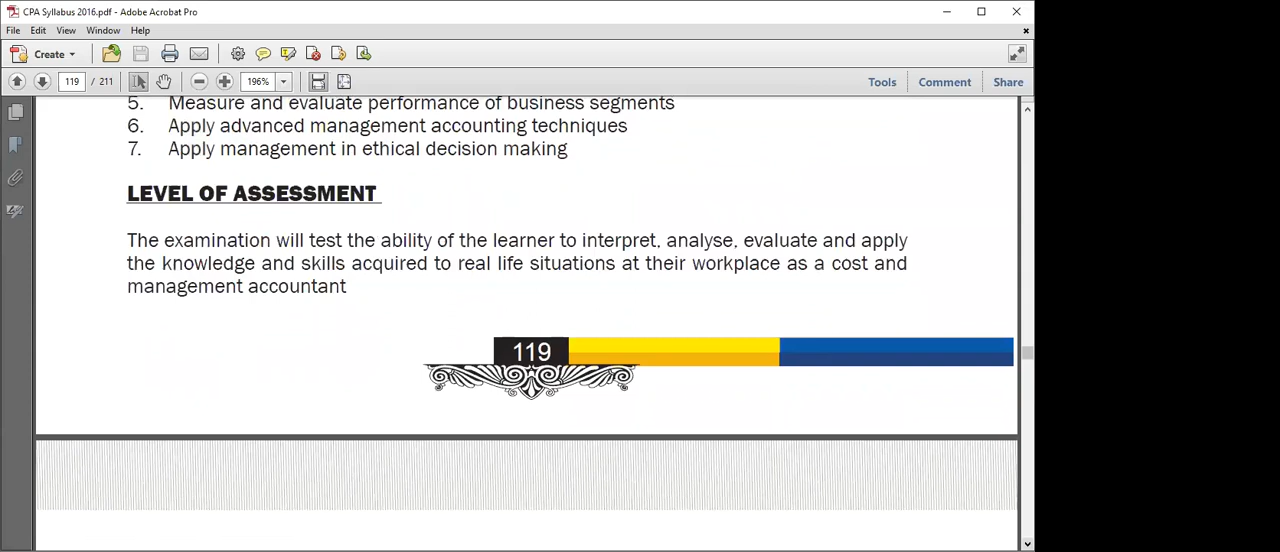 CPA Syllabus 2016.pdf - Adobe Acrobat Pro
File Edit View Window Help
Create
119 / 211 196% Tools Comment Share
5. Measure and evaluate performance of business segments
6. Apply advanced management accounting techniques
7. Apply management in ethical decision making
LEVEL OF ASSESSMENT
The examination will test the ability of the learner to interpret, analyse, evaluate and apply
the knowledge and skills acquired to real life situations at their workplace as a cost and
management accountant
119